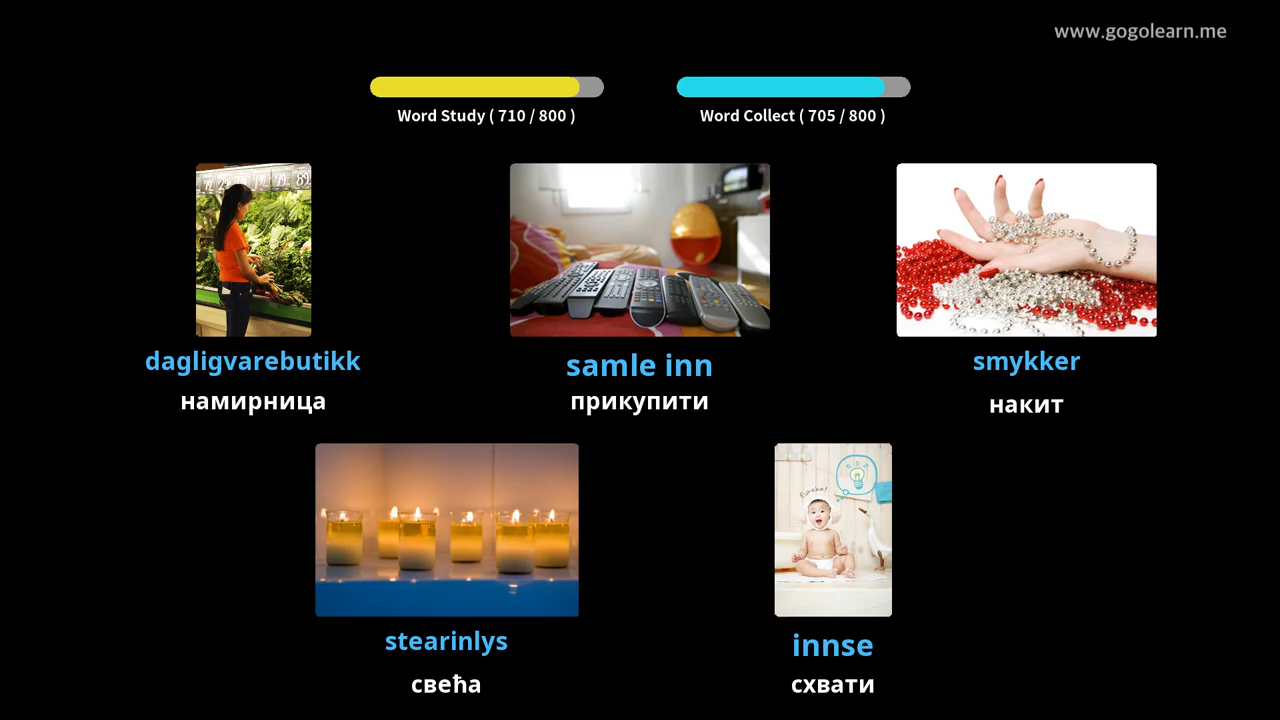 www.gogolearn.me
Word Study ( 710 / 800 )
Word Collect ( 705 / 800 )
dagligvarebutikk
намирница
samle inn
прикупити
smykker
накит
Eureka!
stearinlys
свећа
innse
схвати